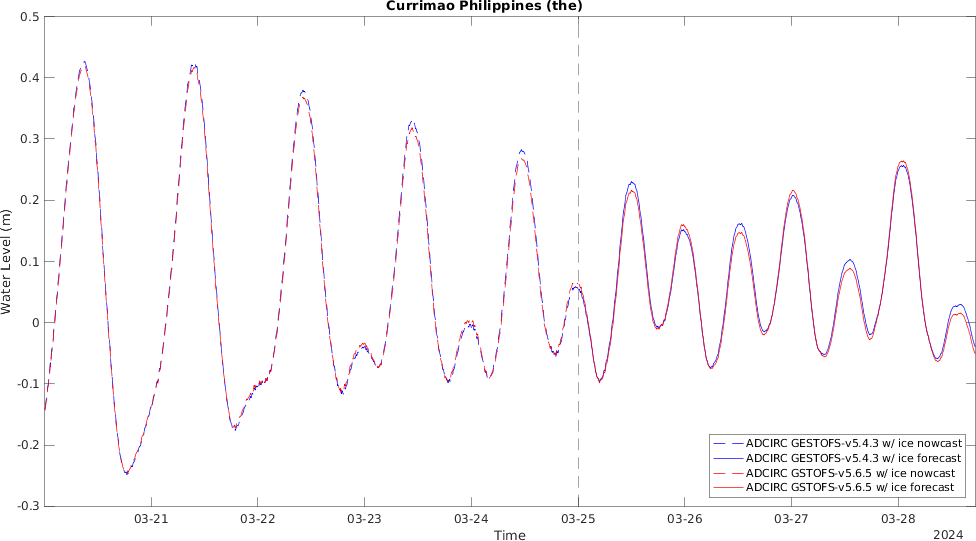 Currimao Philippines (the)
0.5
0.4
0.3
0.2
0.1
0
-0.1
-0.2
-0.3
Water Level (m)
03-21 03-22 03-23 03-24 03-25 03-26 03-27 03-28
Time
2024
ADCIRC GESTOFS-v5.4.3 w/ ice nowcast
ADCIRC GESTOFS-v5.4.3 w/ ice forecast
ADCIRC GSTOFS-v5.6.5 w/ ice nowcast
ADCIRC GSTOFS-v5.6.5 w/ ice forecast